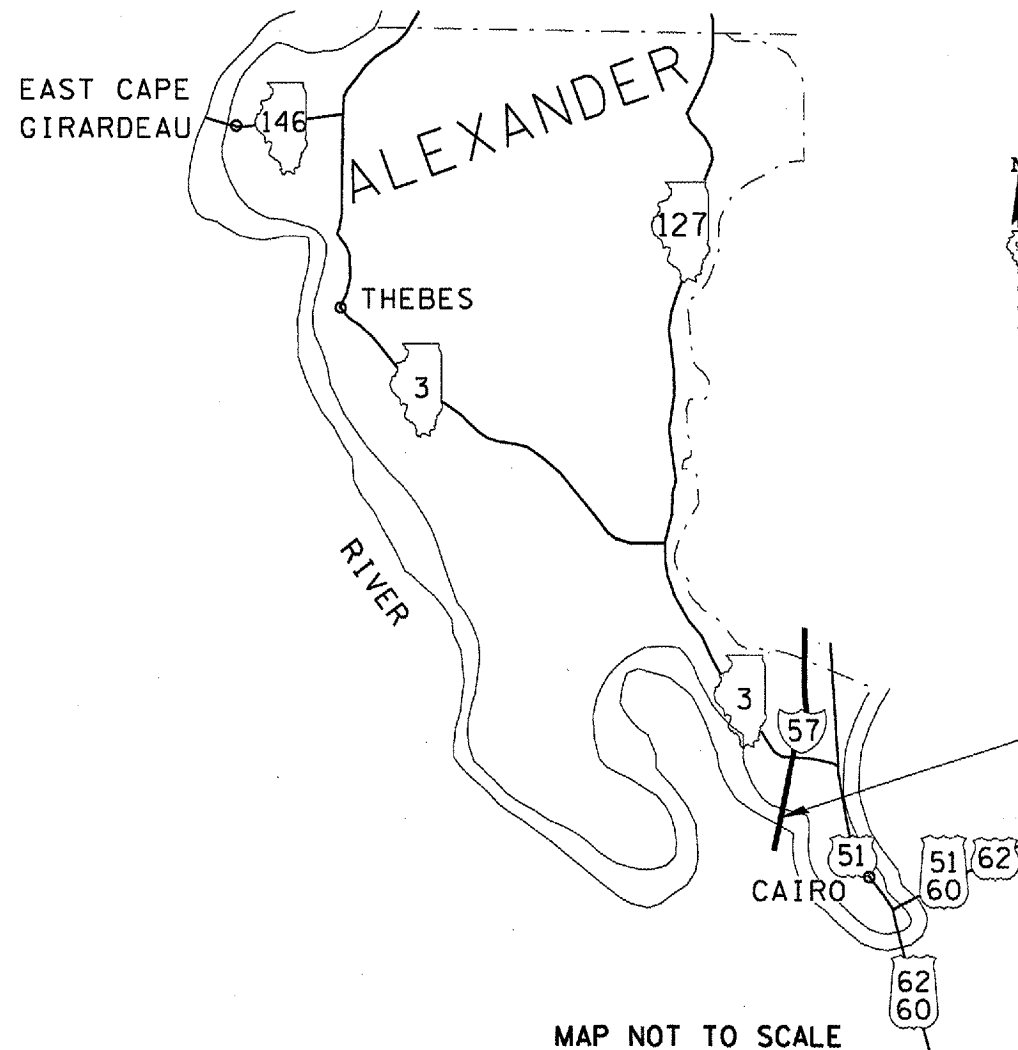 EAST CAPE
GIRARDEAU
146
ALEXANDER
127
N
THEBES
3
RIVER
3
57
51
51
60
62
CAIRO
62
60
MAP NOT TO SCALE